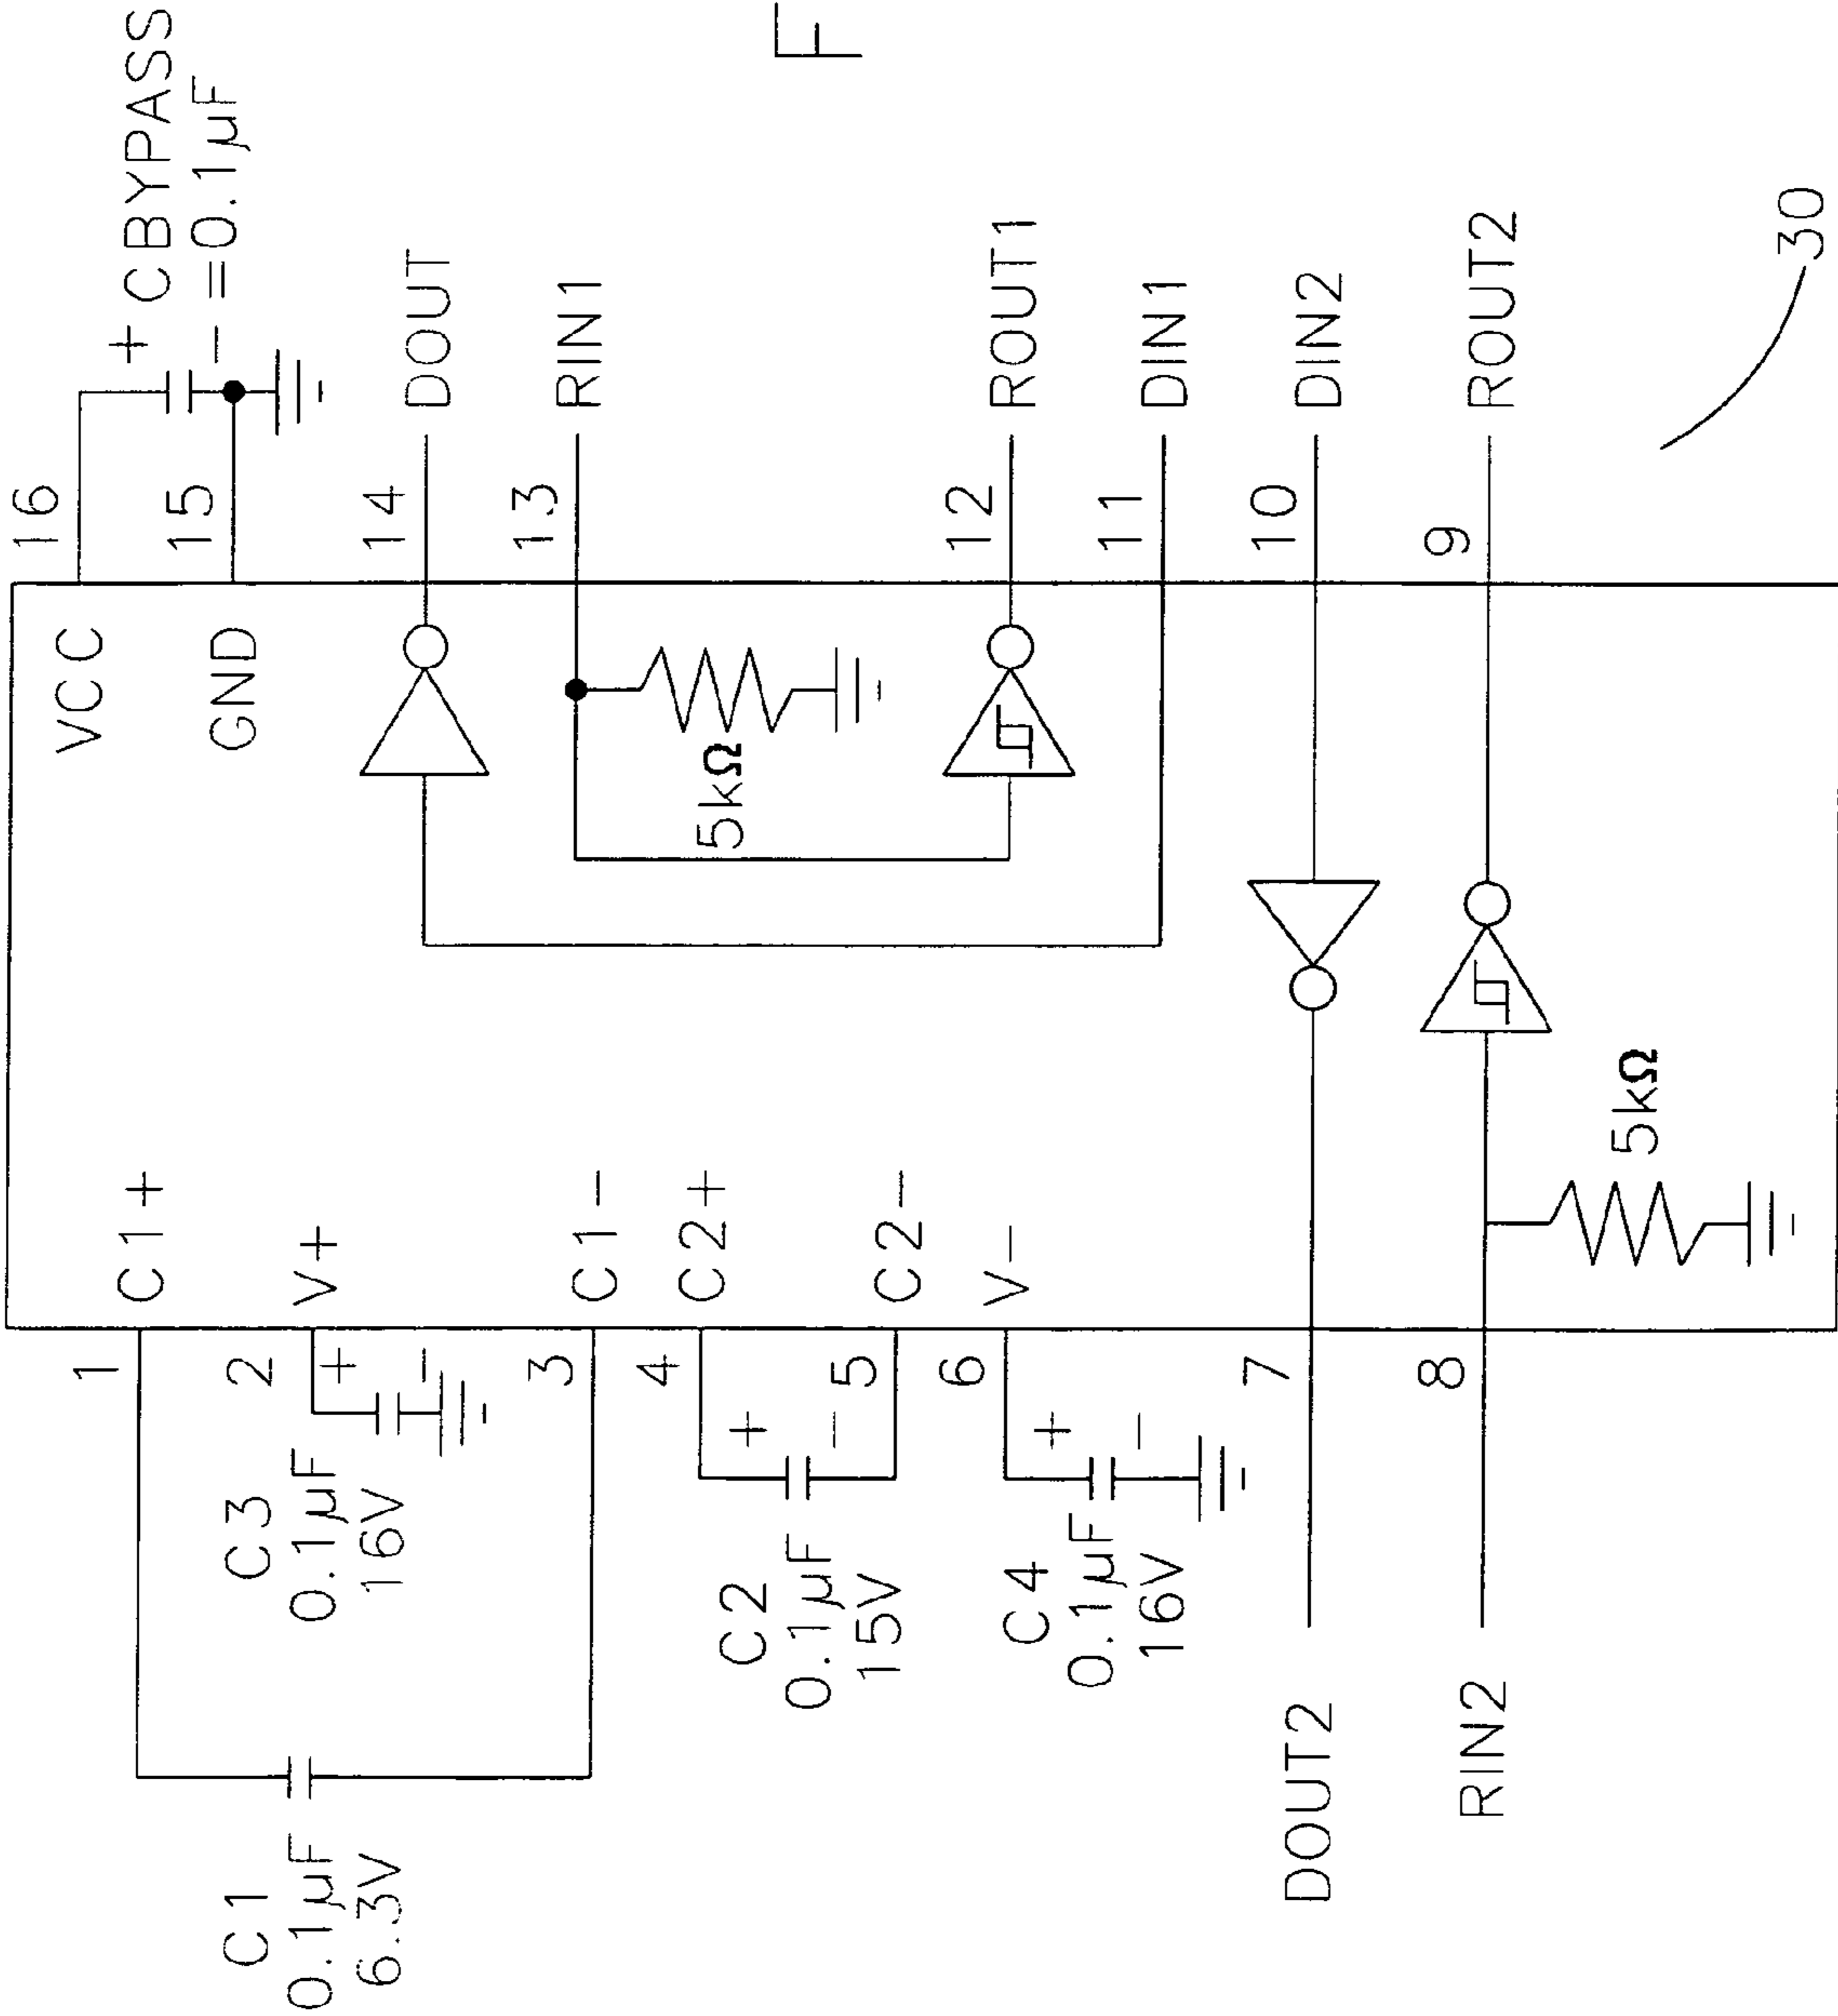 C1
0.1µF
6.3V
C3
0.1µF
16V
C2
0.1µF
15V
C4
0.1µF
16V
DOUT2
RIN2
1
2
+
-
3
4
+
-
5
6
+
-
7
8
C1+
V+
C1-
C2+
C2-
V-
VCC
GND
5kΩ
5kΩ
16
15
14
13
12
11
10
9
+ CBYPASS
- =0.1µF
DOUT
RIN1
ROUT1
DIN1
DIN2
ROUT2
30
F